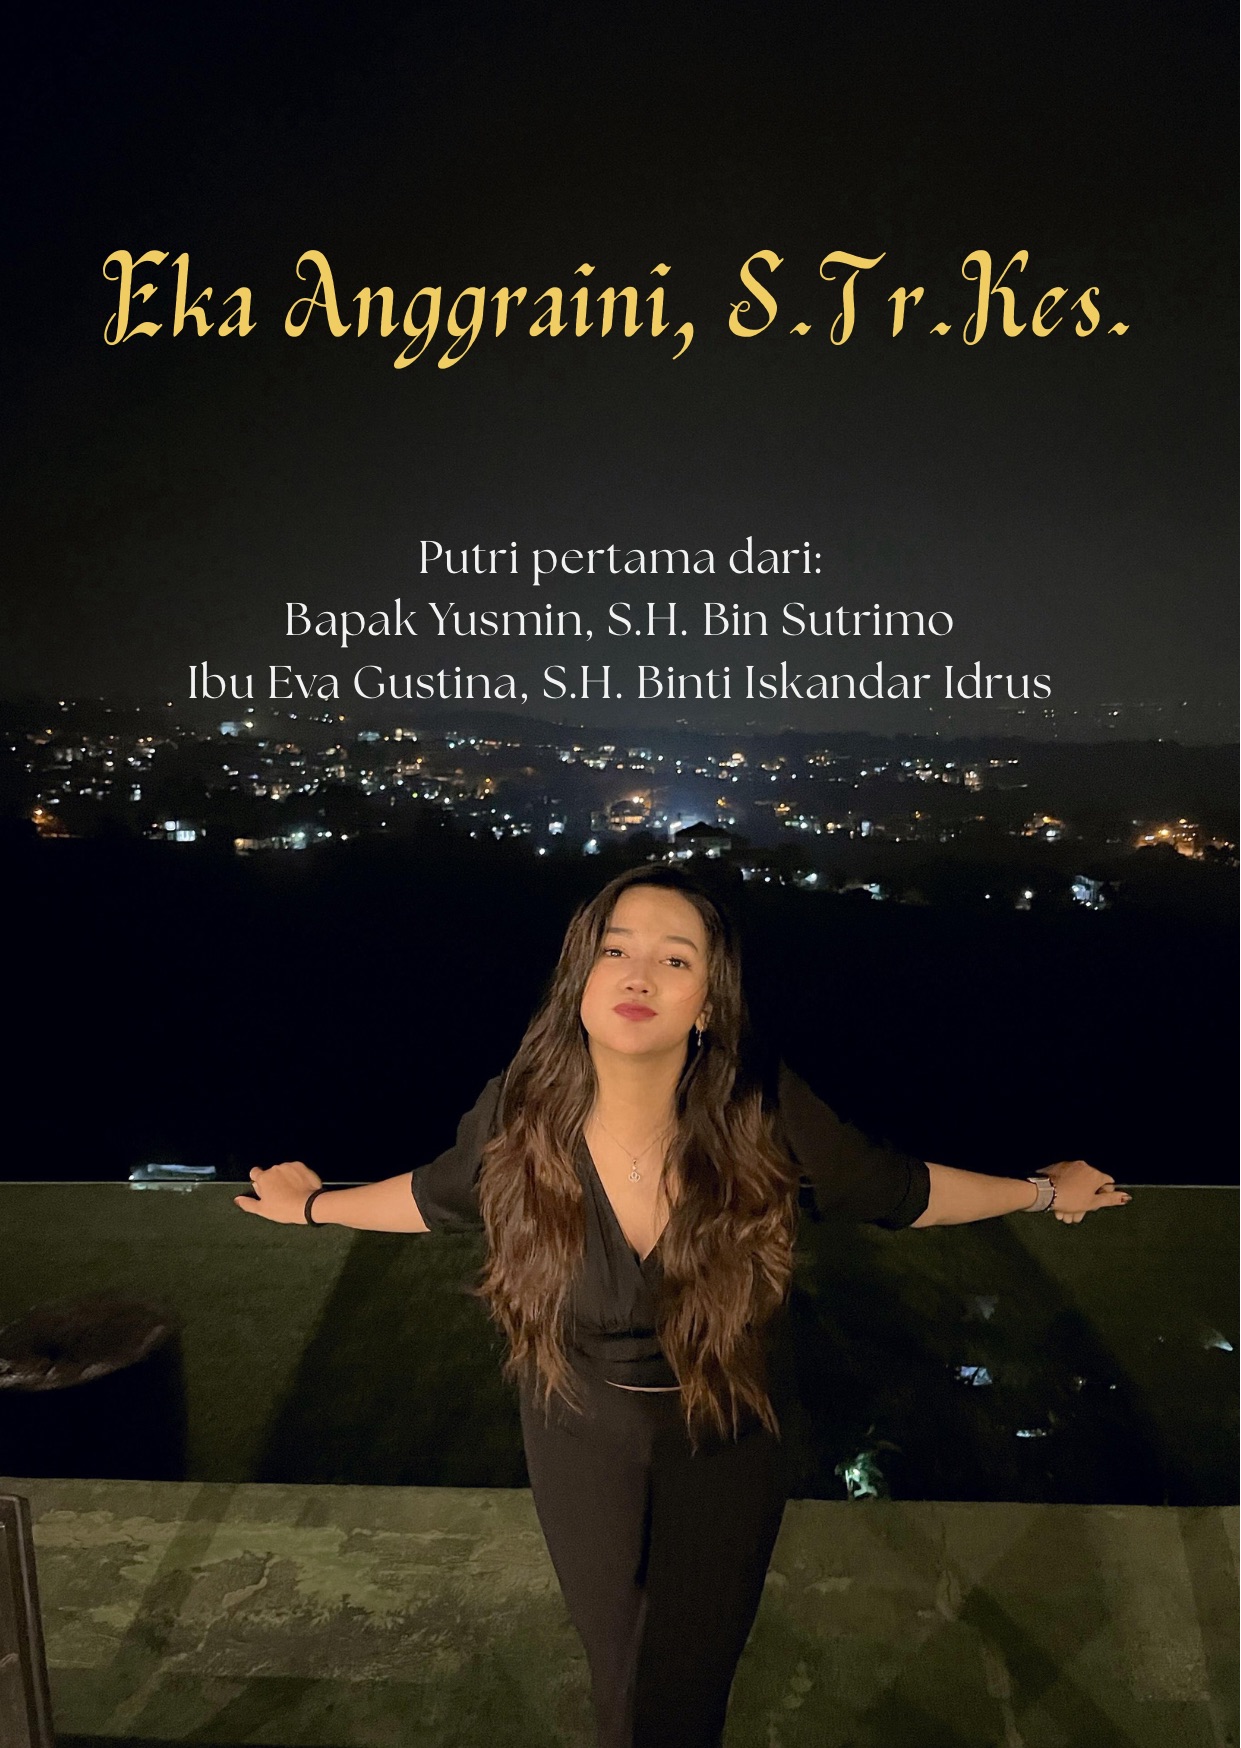 Eka Anggraini, S.Tr.Kes.
Putri pertama dari:
Bapak Yusmin, S.H. Bin Sutrimo
Ibu Eva Gustina, S.H. Binti Iskandar Idrus